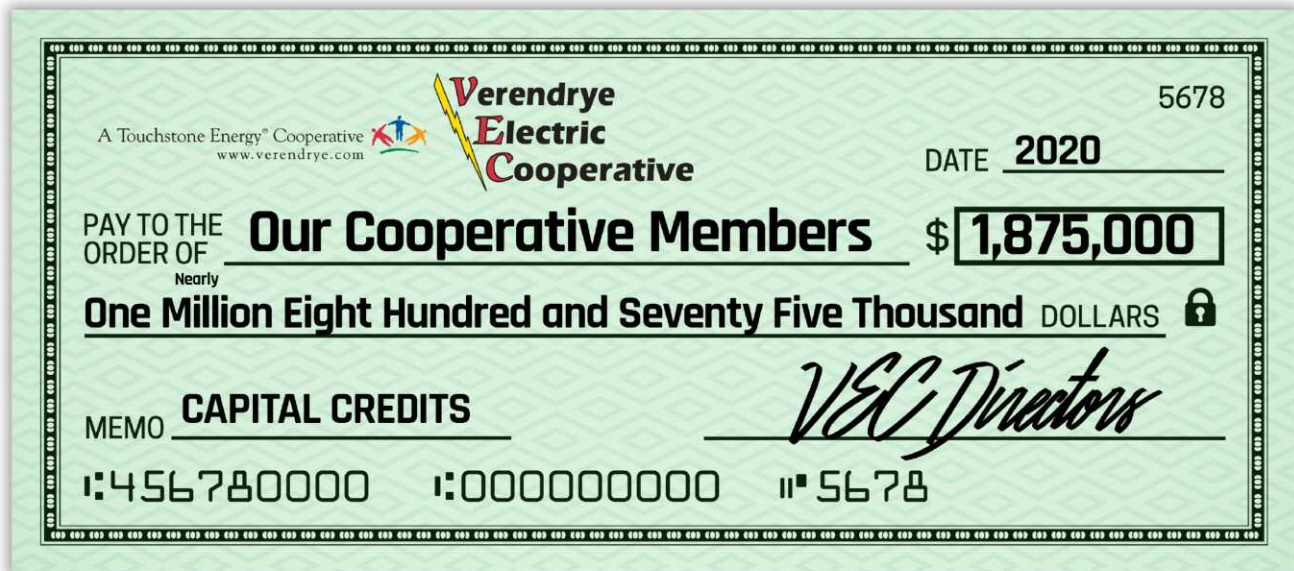 A Touchstone Energy® Cooperative
www.verendrye.com
Verendrye
Electric
Cooperative
5678
DATE 2020
PAY TO THE
ORDER OF Our Cooperative Members $ 1,875,000
Nearly
One Million Eight Hundred and Seventy Five Thousand DOLLARS
MEMO CAPITAL CREDITS
VEC Directors
⑆456780000 ⑆000000000 ⑈5678